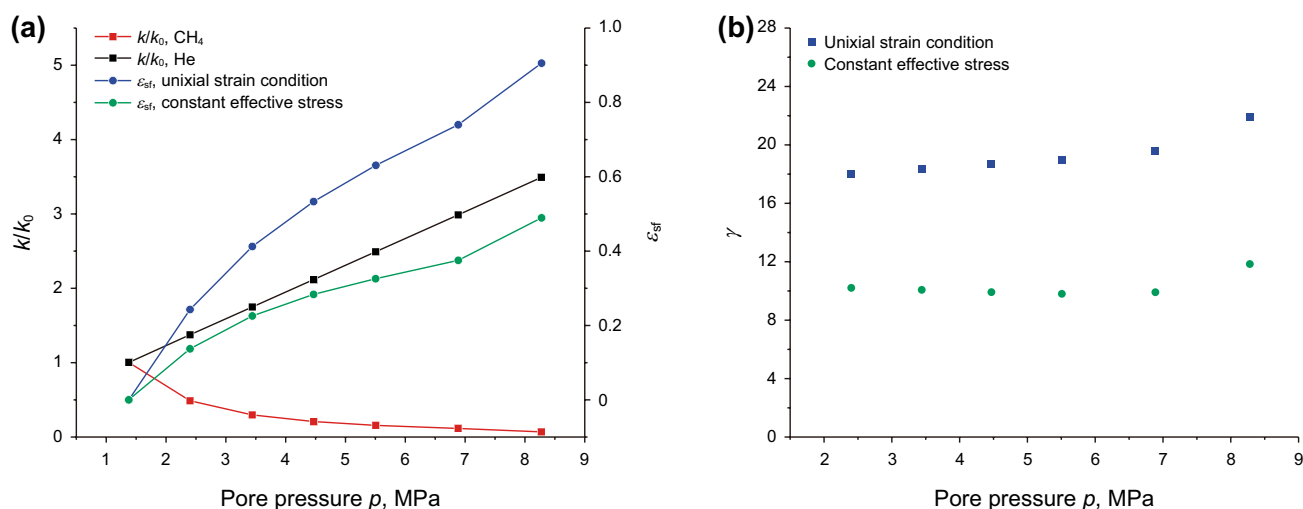 (a)
k/k₀, CH₄
k/k₀, He
εsf, unixial strain condition
εsf, constant effective stress
5
4
3
2
1
0
k/k₀
1.0
0.8
0.6
0.4
0.2
0
εsf
1 2 3 4 5 6 7 8 9
Pore pressure p, MPa
(b)
Unixial strain condition
Constant effective stress
28
24
20
16
12
8
4
0
γ
2 3 4 5 6 7 8 9
Pore pressure p, MPa